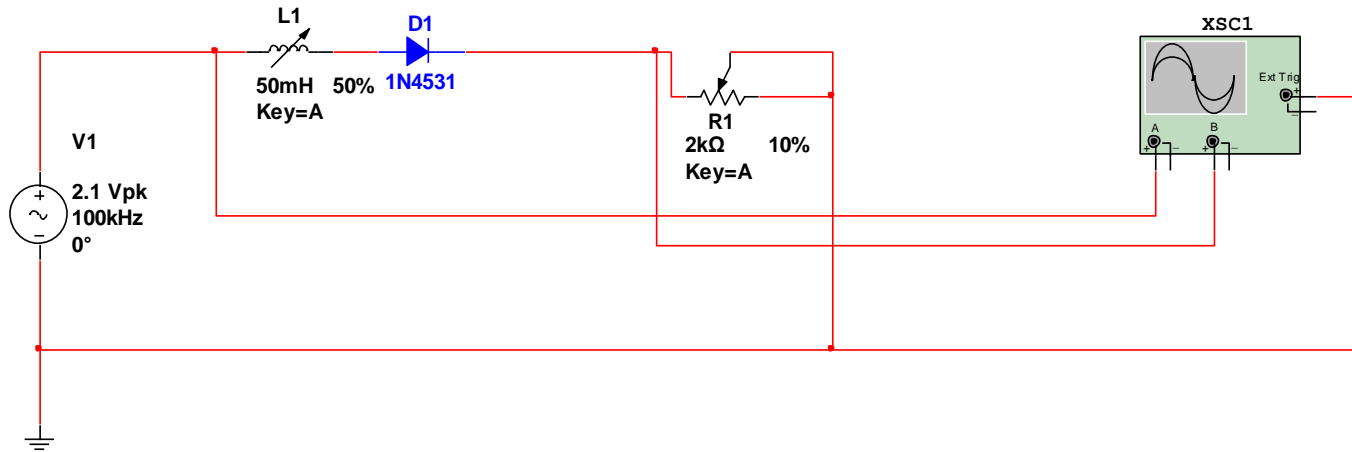 L1
50mH 50%
Key=A
D1
1N4531
R1
2kΩ 10%
Key=A
V1
2.1 Vpk
100kHz
0°
XSC1
Ext Trig
A
B